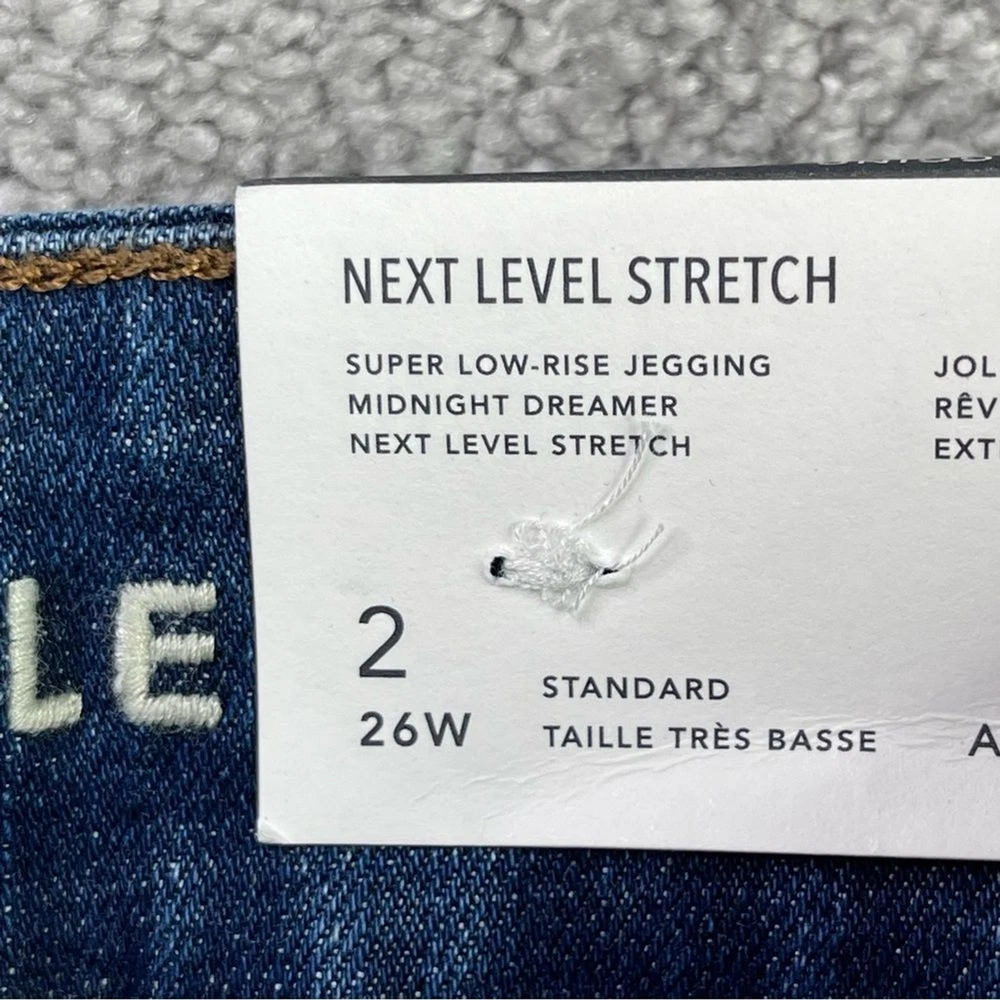 NEXT LEVEL STRETCH
SUPER LOW-RISE JEGGING
MIDNIGHT DREAMER
NEXT LEVEL STRETCH
JOL
RÊV
EXT
2
26W
STANDARD
TAILLE TRÈS BASSE
A
LE